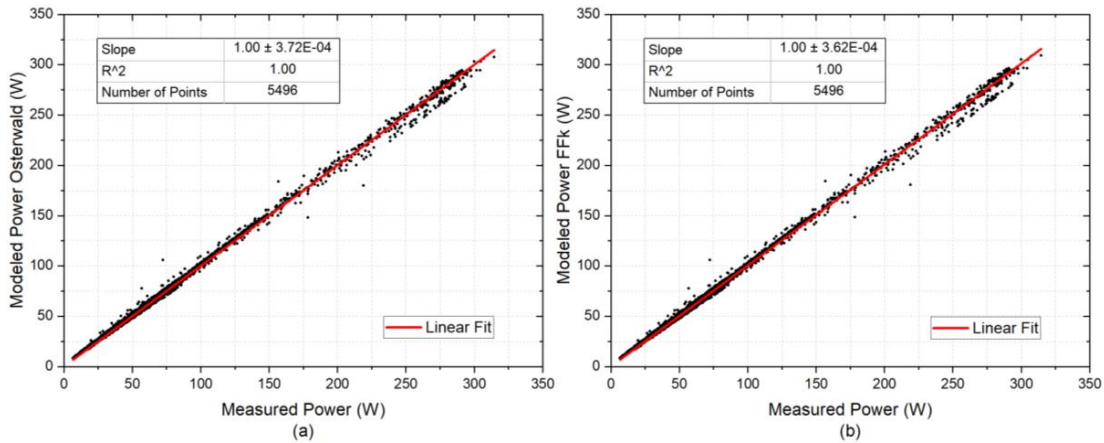 Modeled Power Osterwald (W)
350
300
250
200
150
100
50
0
Slope 1.00 ± 3.72E-04
R^2 1.00
Number of Points 5496
Linear Fit
0 50 100 150 200 250 300 350
Measured Power (W)
(a)
Modeled Power FFk (W)
350
300
250
200
150
100
50
0
Slope 1.00 ± 3.62E-04
R^2 1.00
Number of Points 5496
Linear Fit
0 50 100 150 200 250 300 350
Measured Power (W)
(b)